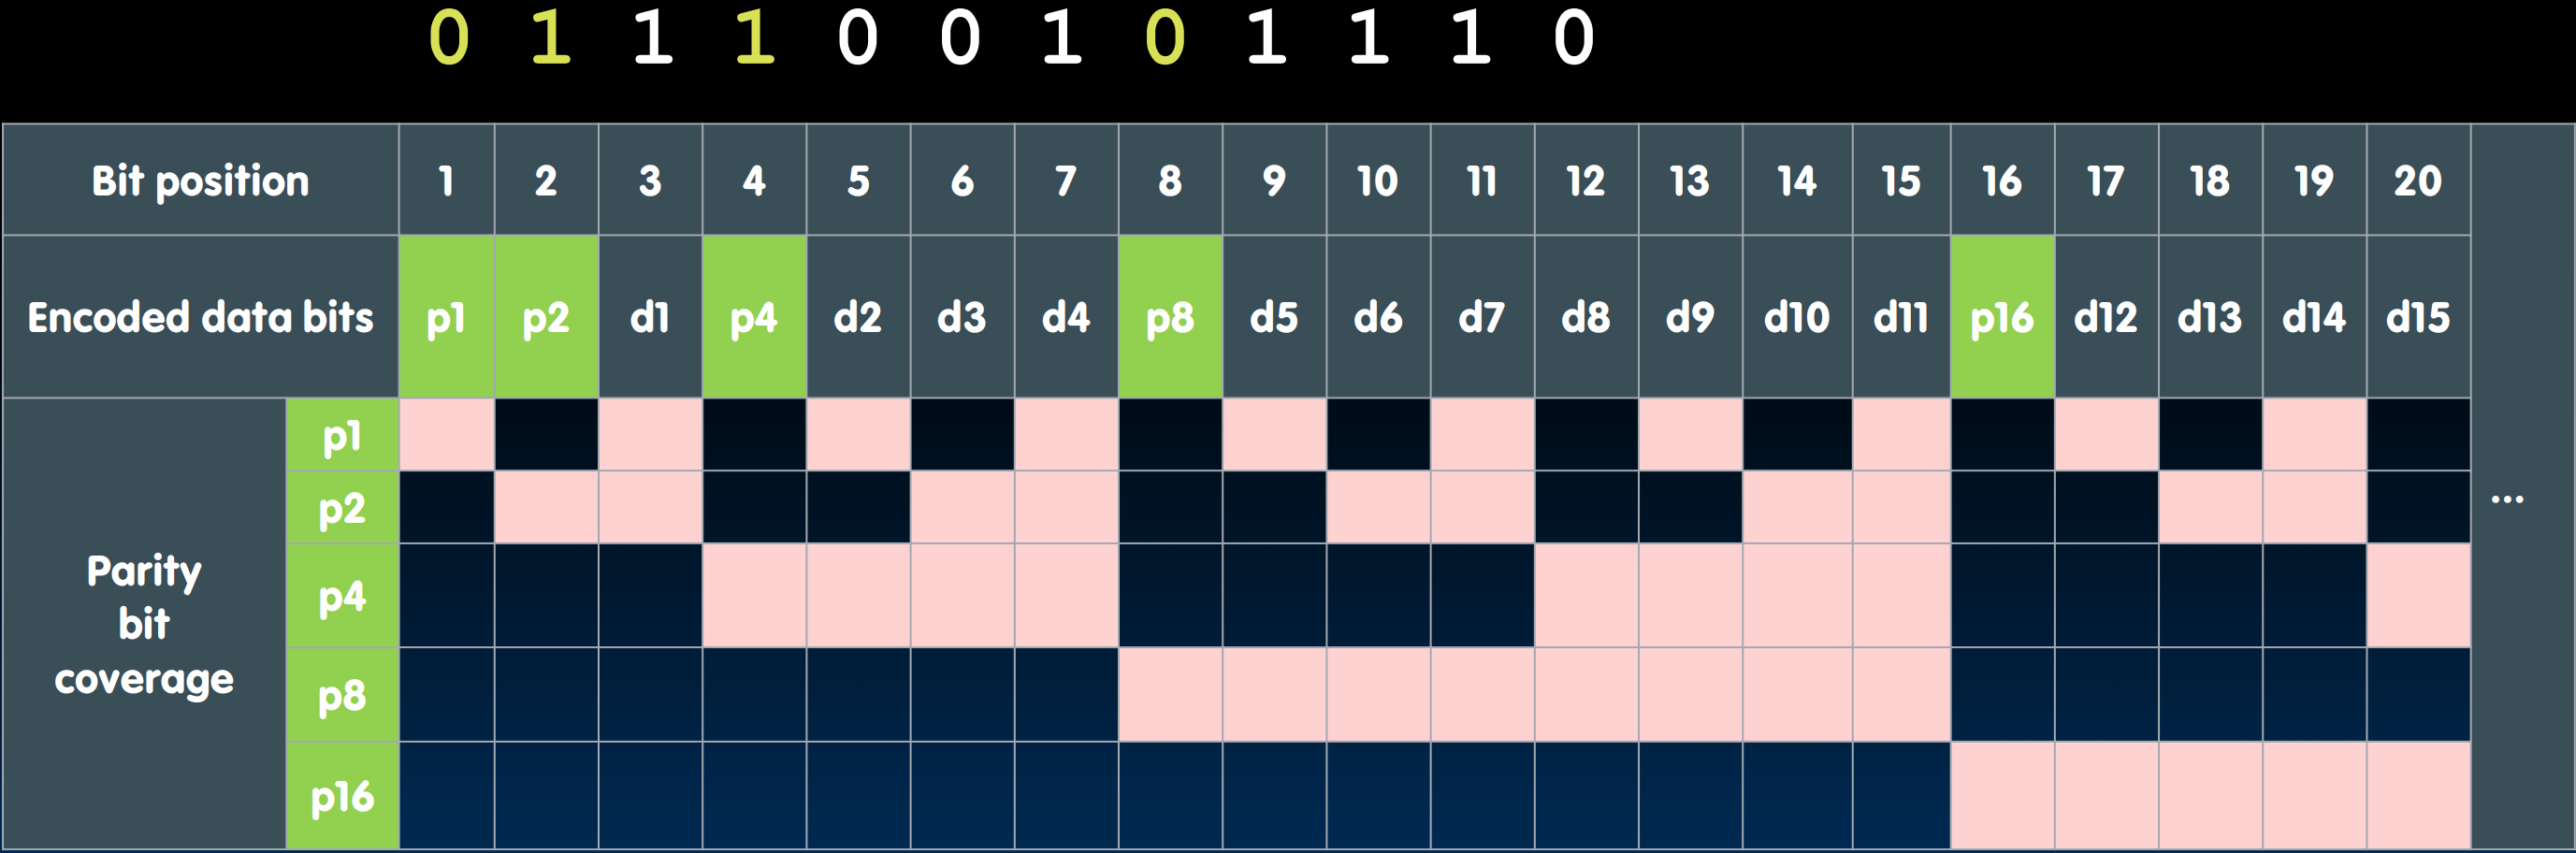 0 1 1 1 0 0 1 0 1 1 1 0
Bit position 1 2 3 4 5 6 7 8 9 10 11 12 13 14 15 16 17 18 19 20
Encoded data bits p1 p2 d1 p4 d2 d3 d4 p8 d5 d6 d7 d8 d9 d10 d11 p16 d12 d13 d14 d15
Parity
bit
coverage
p1
p2
p4
p8
p16
...